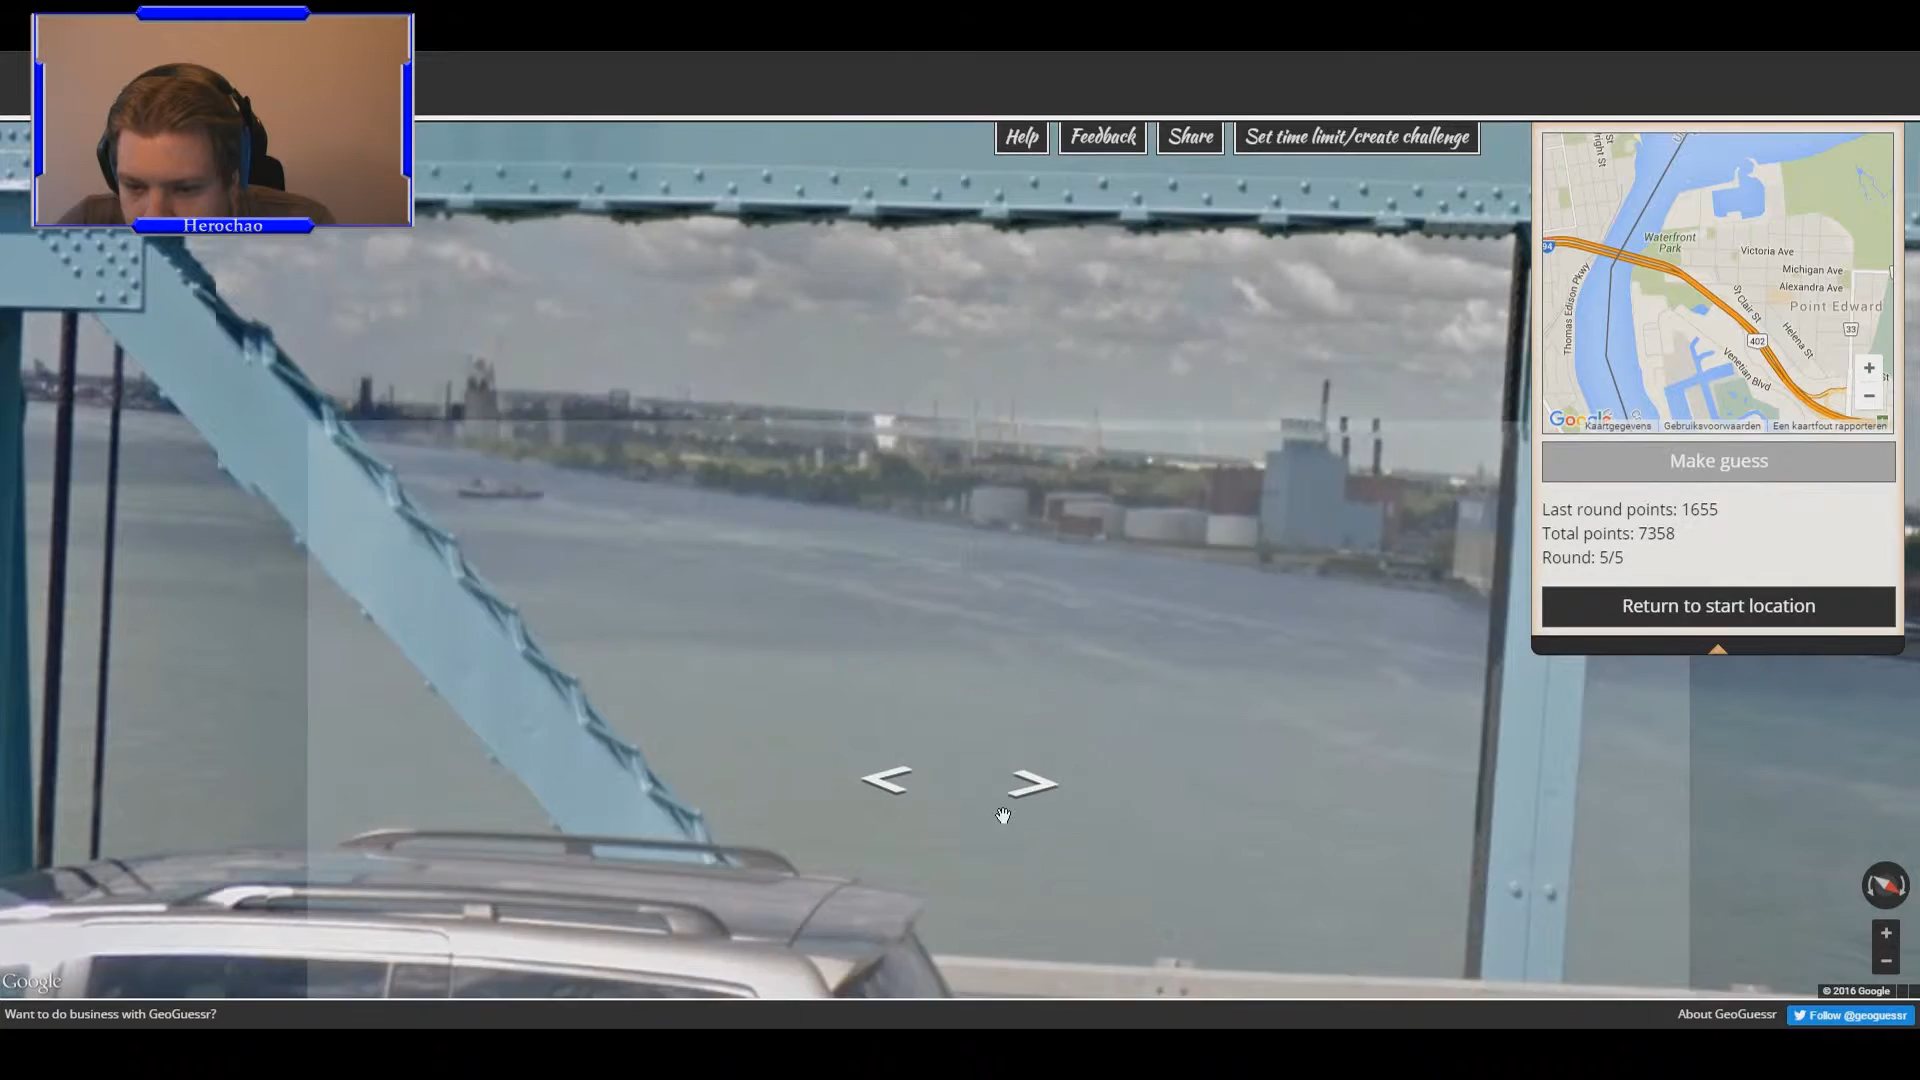 Herochao
Help
Feedback
Share
Set time limit/create challenge
94
Waterfront
Park
Victoria Ave
Michigan Ave
Alexandra Ave
Point Edward
33
Thomas Edison Pkwy
St Clair St
Helena St
402
Venetian Blvd
+
-
Google
Kaartgegevens
Gebruiksvoorwaarden
Een kaartfout rapporteren
Make guess
Last round points: 1655
Total points: 7358
Round: 5/5
Return to start location
+
-
Google
© 2016 Google
Want to do business with GeoGuessr?
About GeoGuessr
Follow @geoguessr